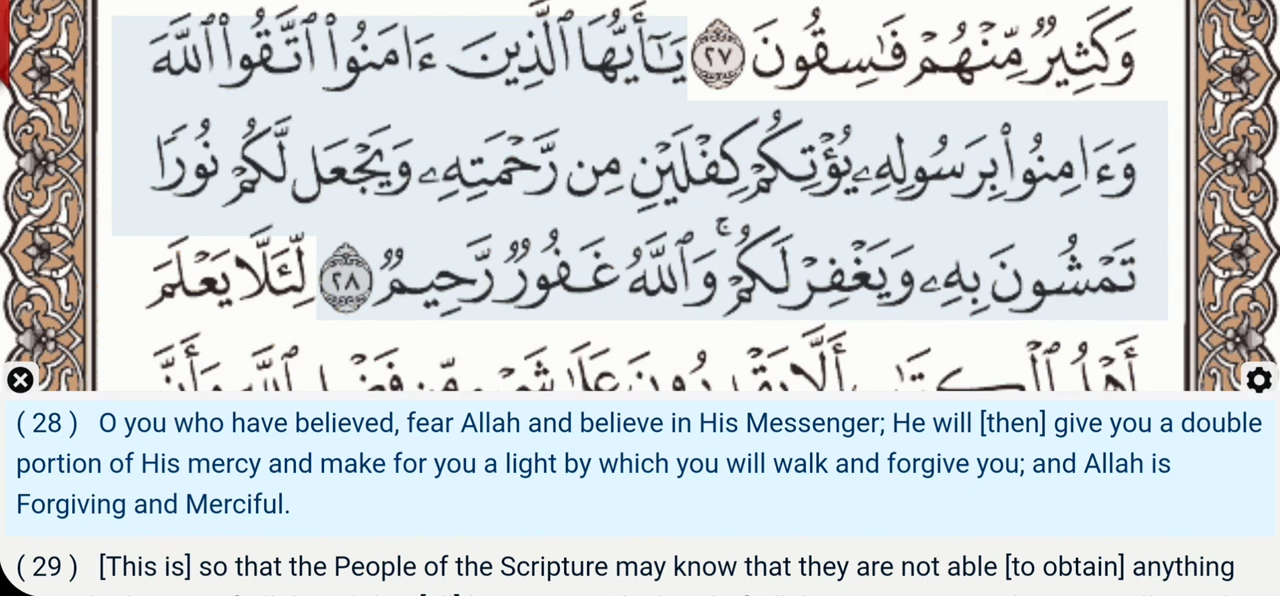 وَكَثِيرٌ مِّنْهُمْ فَٰسِقُونَ ٢٧ يَٰٓأَيُّهَا ٱلَّذِينَ ءَامَنُوا۟ ٱتَّقُوا۟ ٱللَّهَ
وَءَامِنُوا۟ بِرَسُولِهِۦ يُؤْتِكُمْ كِفْلَيْنِ مِن رَّحْمَتِهِۦ وَيَجْعَل لَّكُمْ نُورًا
تَمْشُونَ بِهِۦ وَيَغْفِرْ لَكُمْ ۚ وَٱللَّهُ غَفُورٌ رَّحِيمٌ ٢٨ لِّئَلَّا يَعْلَمَ
أَهْلُ ٱلْكِتَٰبِ أَلَّا يَقْدِرُونَ عَلَىٰ شَىْءٍ مِّن فَضْلِ ٱللَّهِ وَأَنَّ
( 28 ) O you who have believed, fear Allah and believe in His Messenger; He will [then] give you a double
portion of His mercy and make for you a light by which you will walk and forgive you; and Allah is
Forgiving and Merciful.
( 29 ) [This is] so that the People of the Scripture may know that they are not able [to obtain] anything